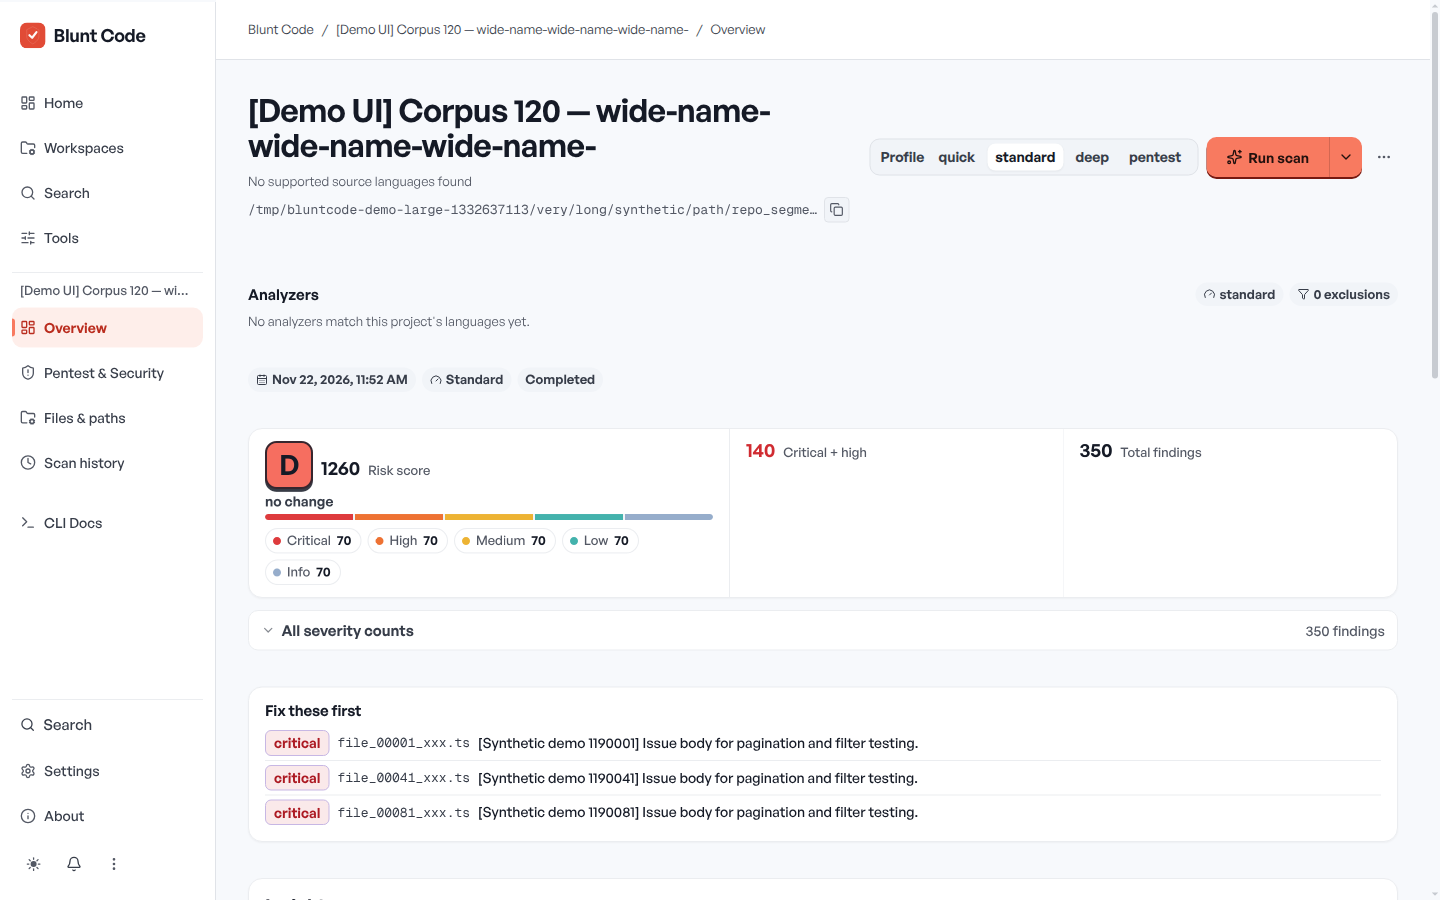 Blunt Code
Home
Workspaces
Search
Tools
[Demo UI] Corpus 120 — wi...
Overview
Pentest & Security
Files & paths
Scan history
CLI Docs
Search
Settings
About
Blunt Code / [Demo UI] Corpus 120 — wide-name-wide-name-wide-name- / Overview
[Demo UI] Corpus 120 — wide-name-
wide-name-wide-name-
No supported source languages found
/tmp/bluntcode-demo-large-1332637113/very/long/synthetic/path/repo_segme…
Profile quick standard deep pentest
Run scan
Analyzers
standard
0 exclusions
No analyzers match this project's languages yet.
Nov 22, 2026, 11:52 AM
Standard
Completed
D
1260 Risk score
no change
Critical 70
High 70
Medium 70
Low 70
Info 70
140 Critical + high
350 Total findings
All severity counts
350 findings
Fix these first
critical file_00001_xxx.ts [Synthetic demo 1190001] Issue body for pagination and filter testing.
critical file_00041_xxx.ts [Synthetic demo 1190041] Issue body for pagination and filter testing.
critical file_00081_xxx.ts [Synthetic demo 1190081] Issue body for pagination and filter testing.